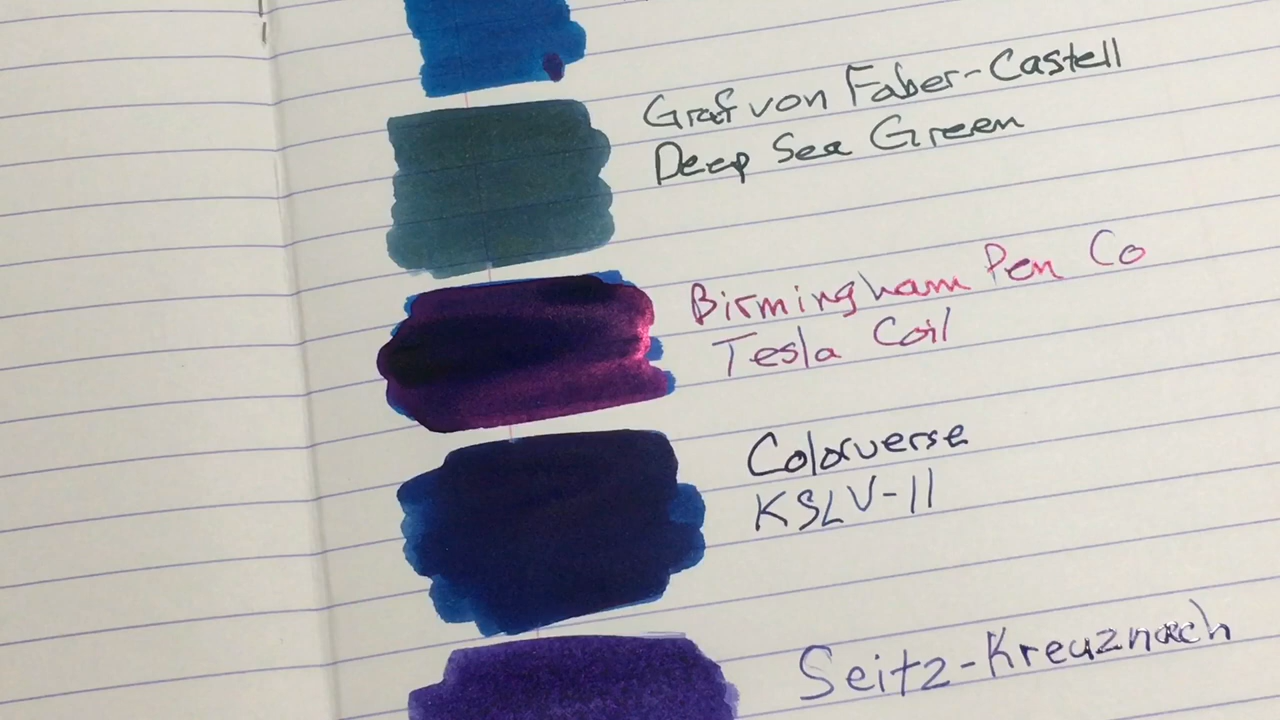 Graf von Faber-Castell
Deep Sea Green
Birmingham Pen Co
Tesla Coil
Colorverse
KSLV-II
Seitz-Kreuznach